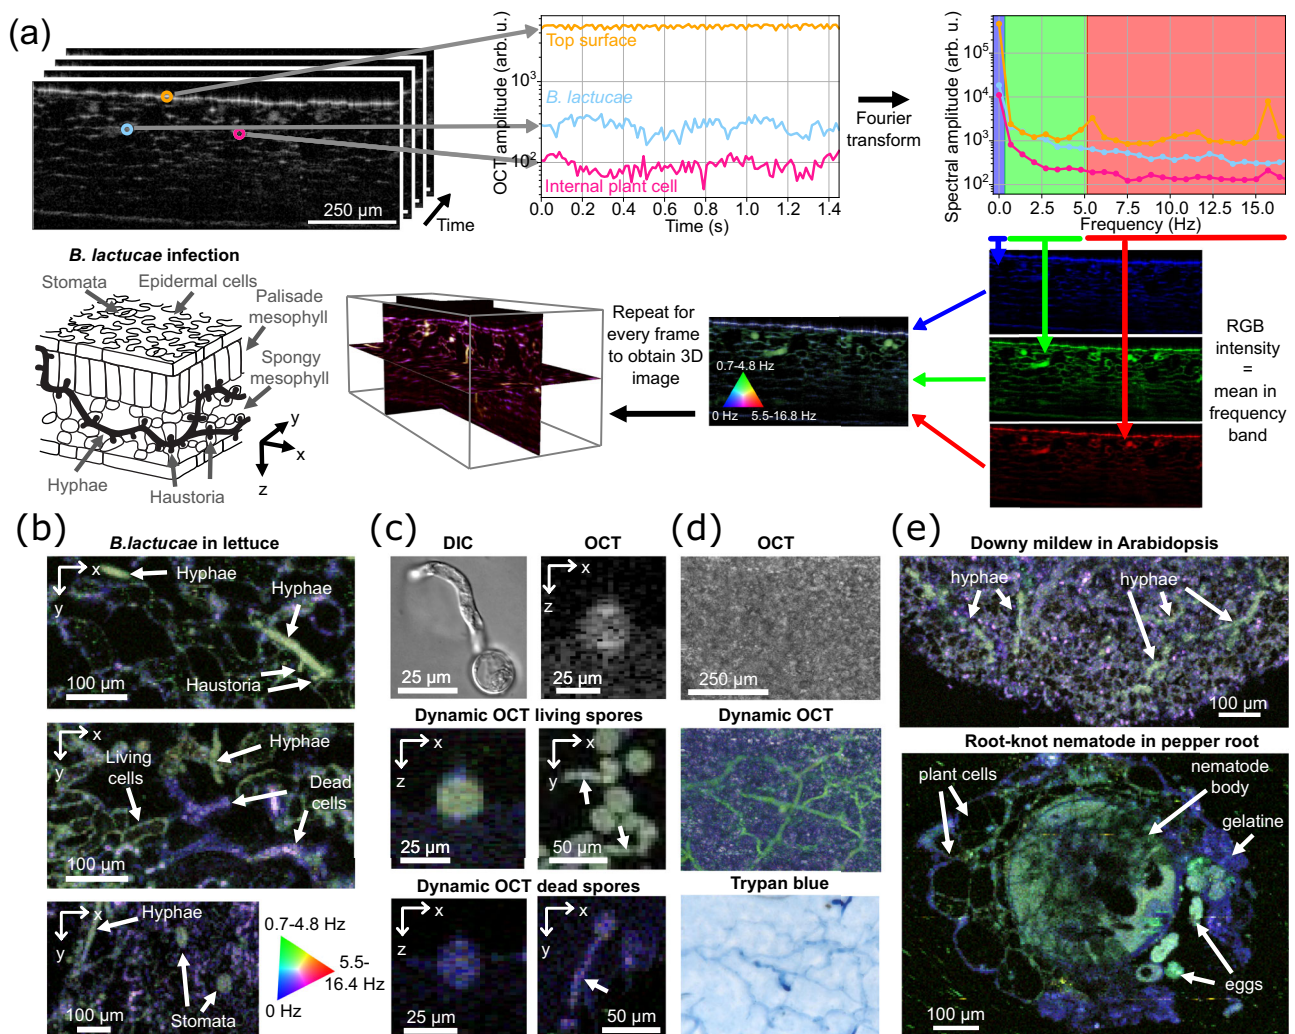 (a)
250 µm
Time
OCT amplitude (arb. u.)
10³
10²
Top surface
B. lactucae
Internal plant cell
0.0 0.2 0.4 0.6 0.8 1.0 1.2 1.4
Time (s)
Fourier
transform
Spectral amplitude (arb. u.)
10⁵
10⁴
10³
10²
0.0 2.5 5.0 7.5 10.0 12.5 15.0
Frequency (Hz)
B. lactucae infection
Stomata
Epidermal cells
Palisade
mesophyll
Spongy
mesophyll
Hyphae
Haustoria
y
x
z
Repeat for
every frame
to obtain 3D
image
0.7-4.8 Hz
0 Hz
5.5-16.8 Hz
RGB
intensity
=
mean in
frequency
band
(b)
B.lactucae in lettuce
x
y
Hyphae
Hyphae
Haustoria
100 µm
x
y
Living
cells
Hyphae
Dead
cells
100 µm
x
y
Hyphae
Stomata
100 µm
0.7-4.8 Hz
5.5-
16.4 Hz
0 Hz
(c)
DIC
25 µm
OCT
x
z
25 µm
Dynamic OCT living spores
x
z
25 µm
x
y
50 µm
Dynamic OCT dead spores
x
z
25 µm
x
y
50 µm
(d)
OCT
250 µm
Dynamic OCT
Trypan blue
(e)
Downy mildew in Arabidopsis
hyphae
hyphae
100 µm
Root-knot nematode in pepper root
plant cells
nematode
body
gelatine
eggs
100 µm